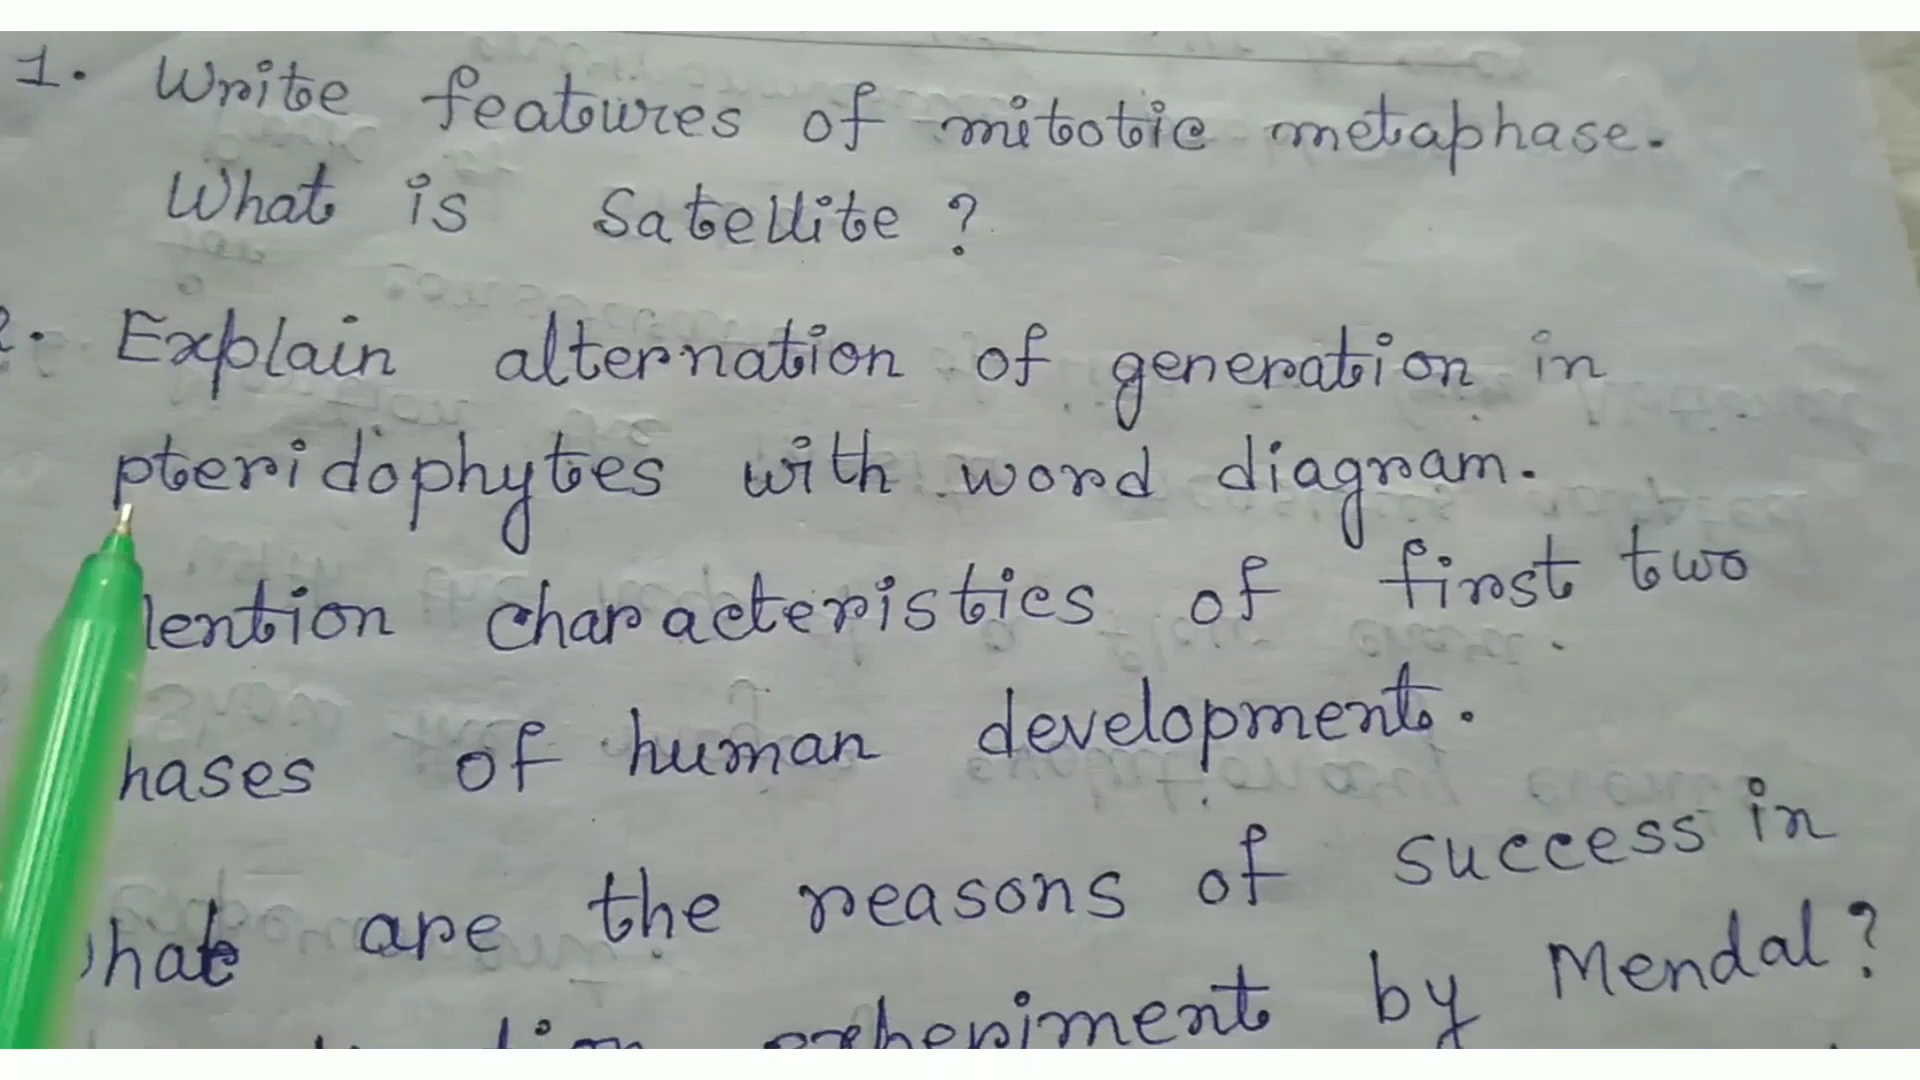 1. Write features of mitotic metaphase.
What is Satellite?
Explain alternation of generation in
pteridophytes with word diagram.
lention characteristics of first two
hases of human development.
hat are the reasons of success in
experiment by Mendal?